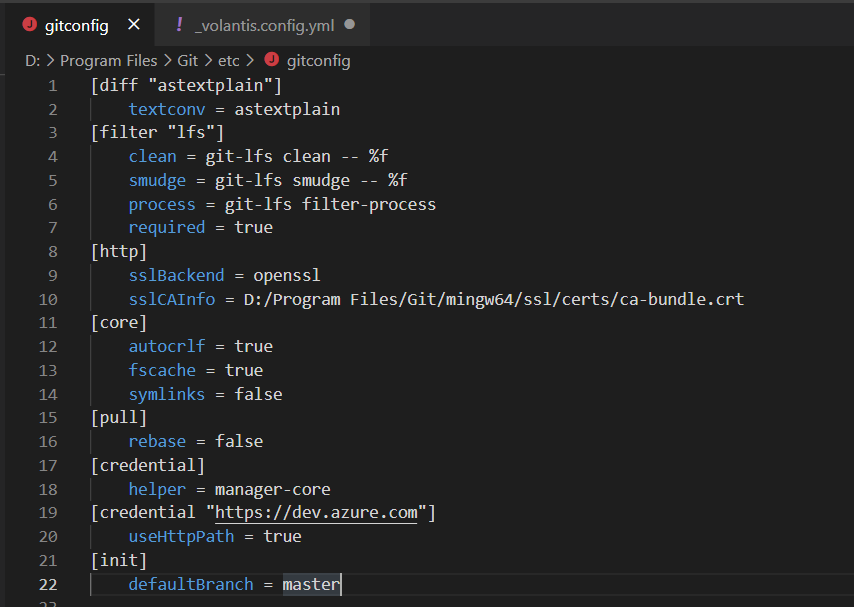 gitconfig
! _volantis.config.yml
D: > Program Files > Git > etc > gitconfig
1 [diff "astextplain"]
2 textconv = astextplain
3 [filter "lfs"]
4 clean = git-lfs clean -- %f
5 smudge = git-lfs smudge -- %f
6 process = git-lfs filter-process
7 required = true
8 [http]
9 sslBackend = openssl
10 sslCAInfo = D:/Program Files/Git/mingw64/ssl/certs/ca-bundle.crt
11 [core]
12 autocrlf = true
13 fscache = true
14 symlinks = false
15 [pull]
16 rebase = false
17 [credential]
18 helper = manager-core
19 [credential "https://dev.azure.com"]
20 useHttpPath = true
21 [init]
22 defaultBranch = master
23